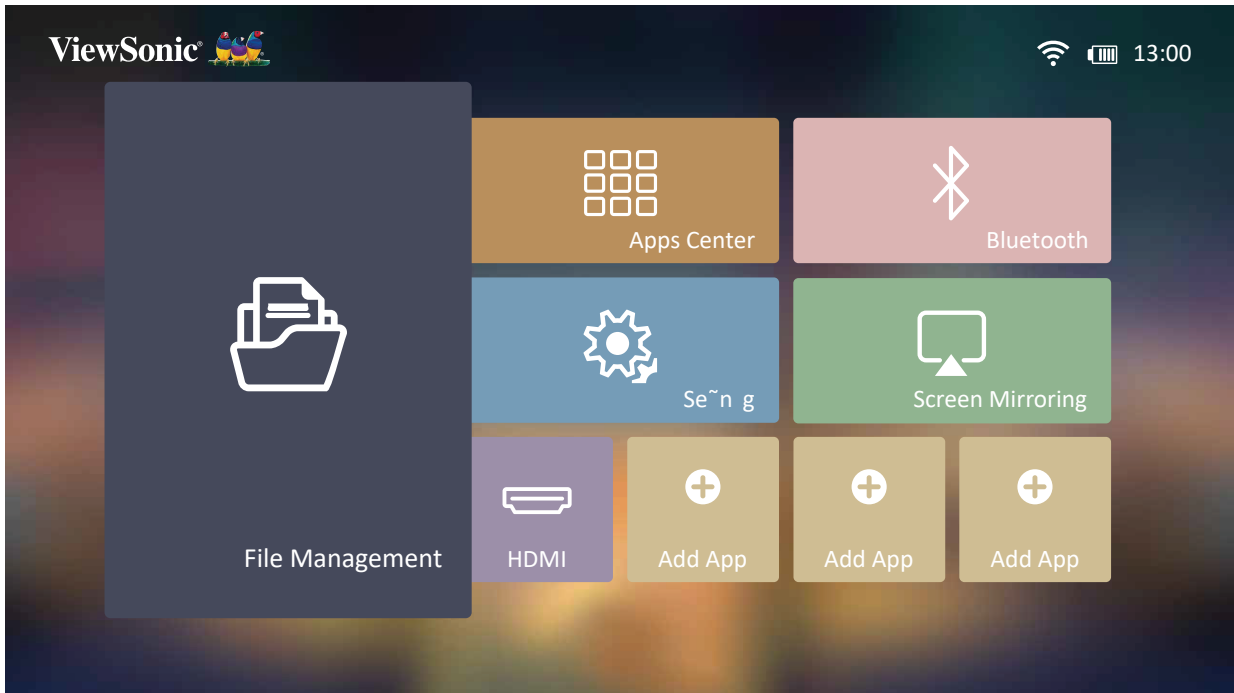 ViewSonic®
13:00
Apps Center
Bluetooth
Se˜n g
Screen Mirroring
File Management
HDMI
Add App
Add App
Add App